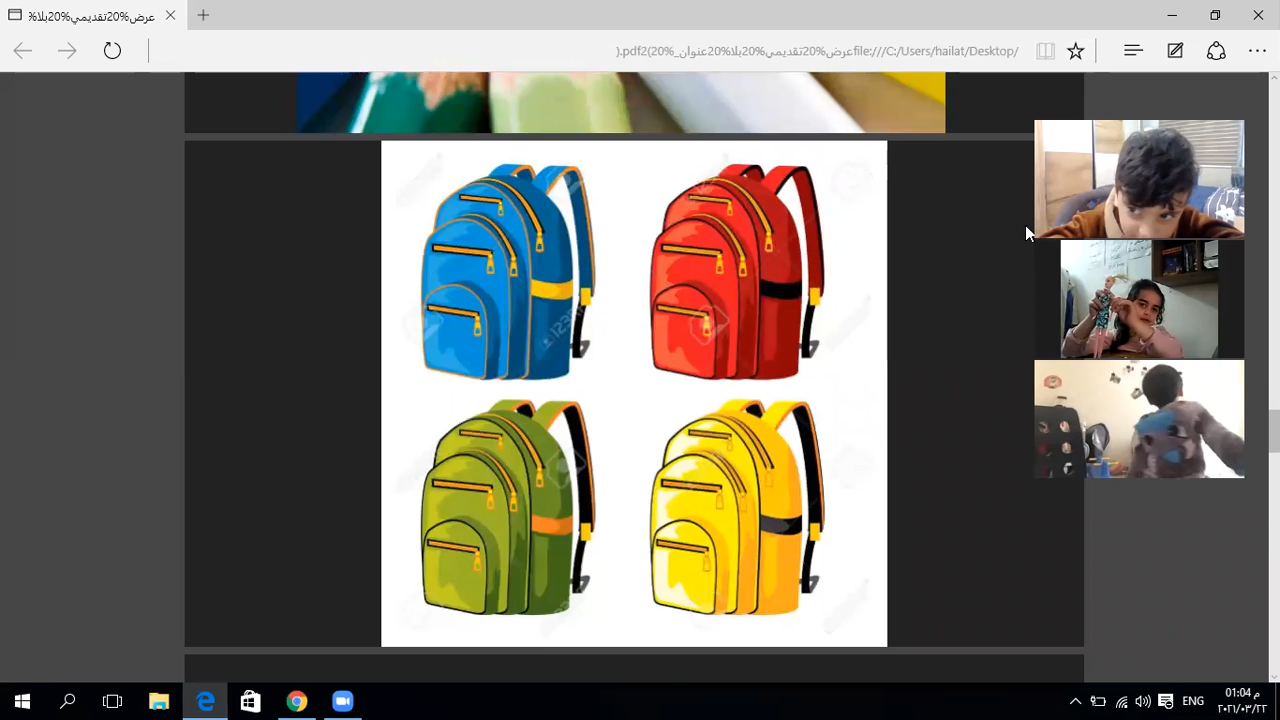 عرض%20تقديمي%20بلا%
file:///C:/Users/hailat/Desktop/عرض%20تقديمي%20بلا%20عنوان_%20(2).pdf
ENG
01:04 م
٢٠٢١/٠٣/٢٢